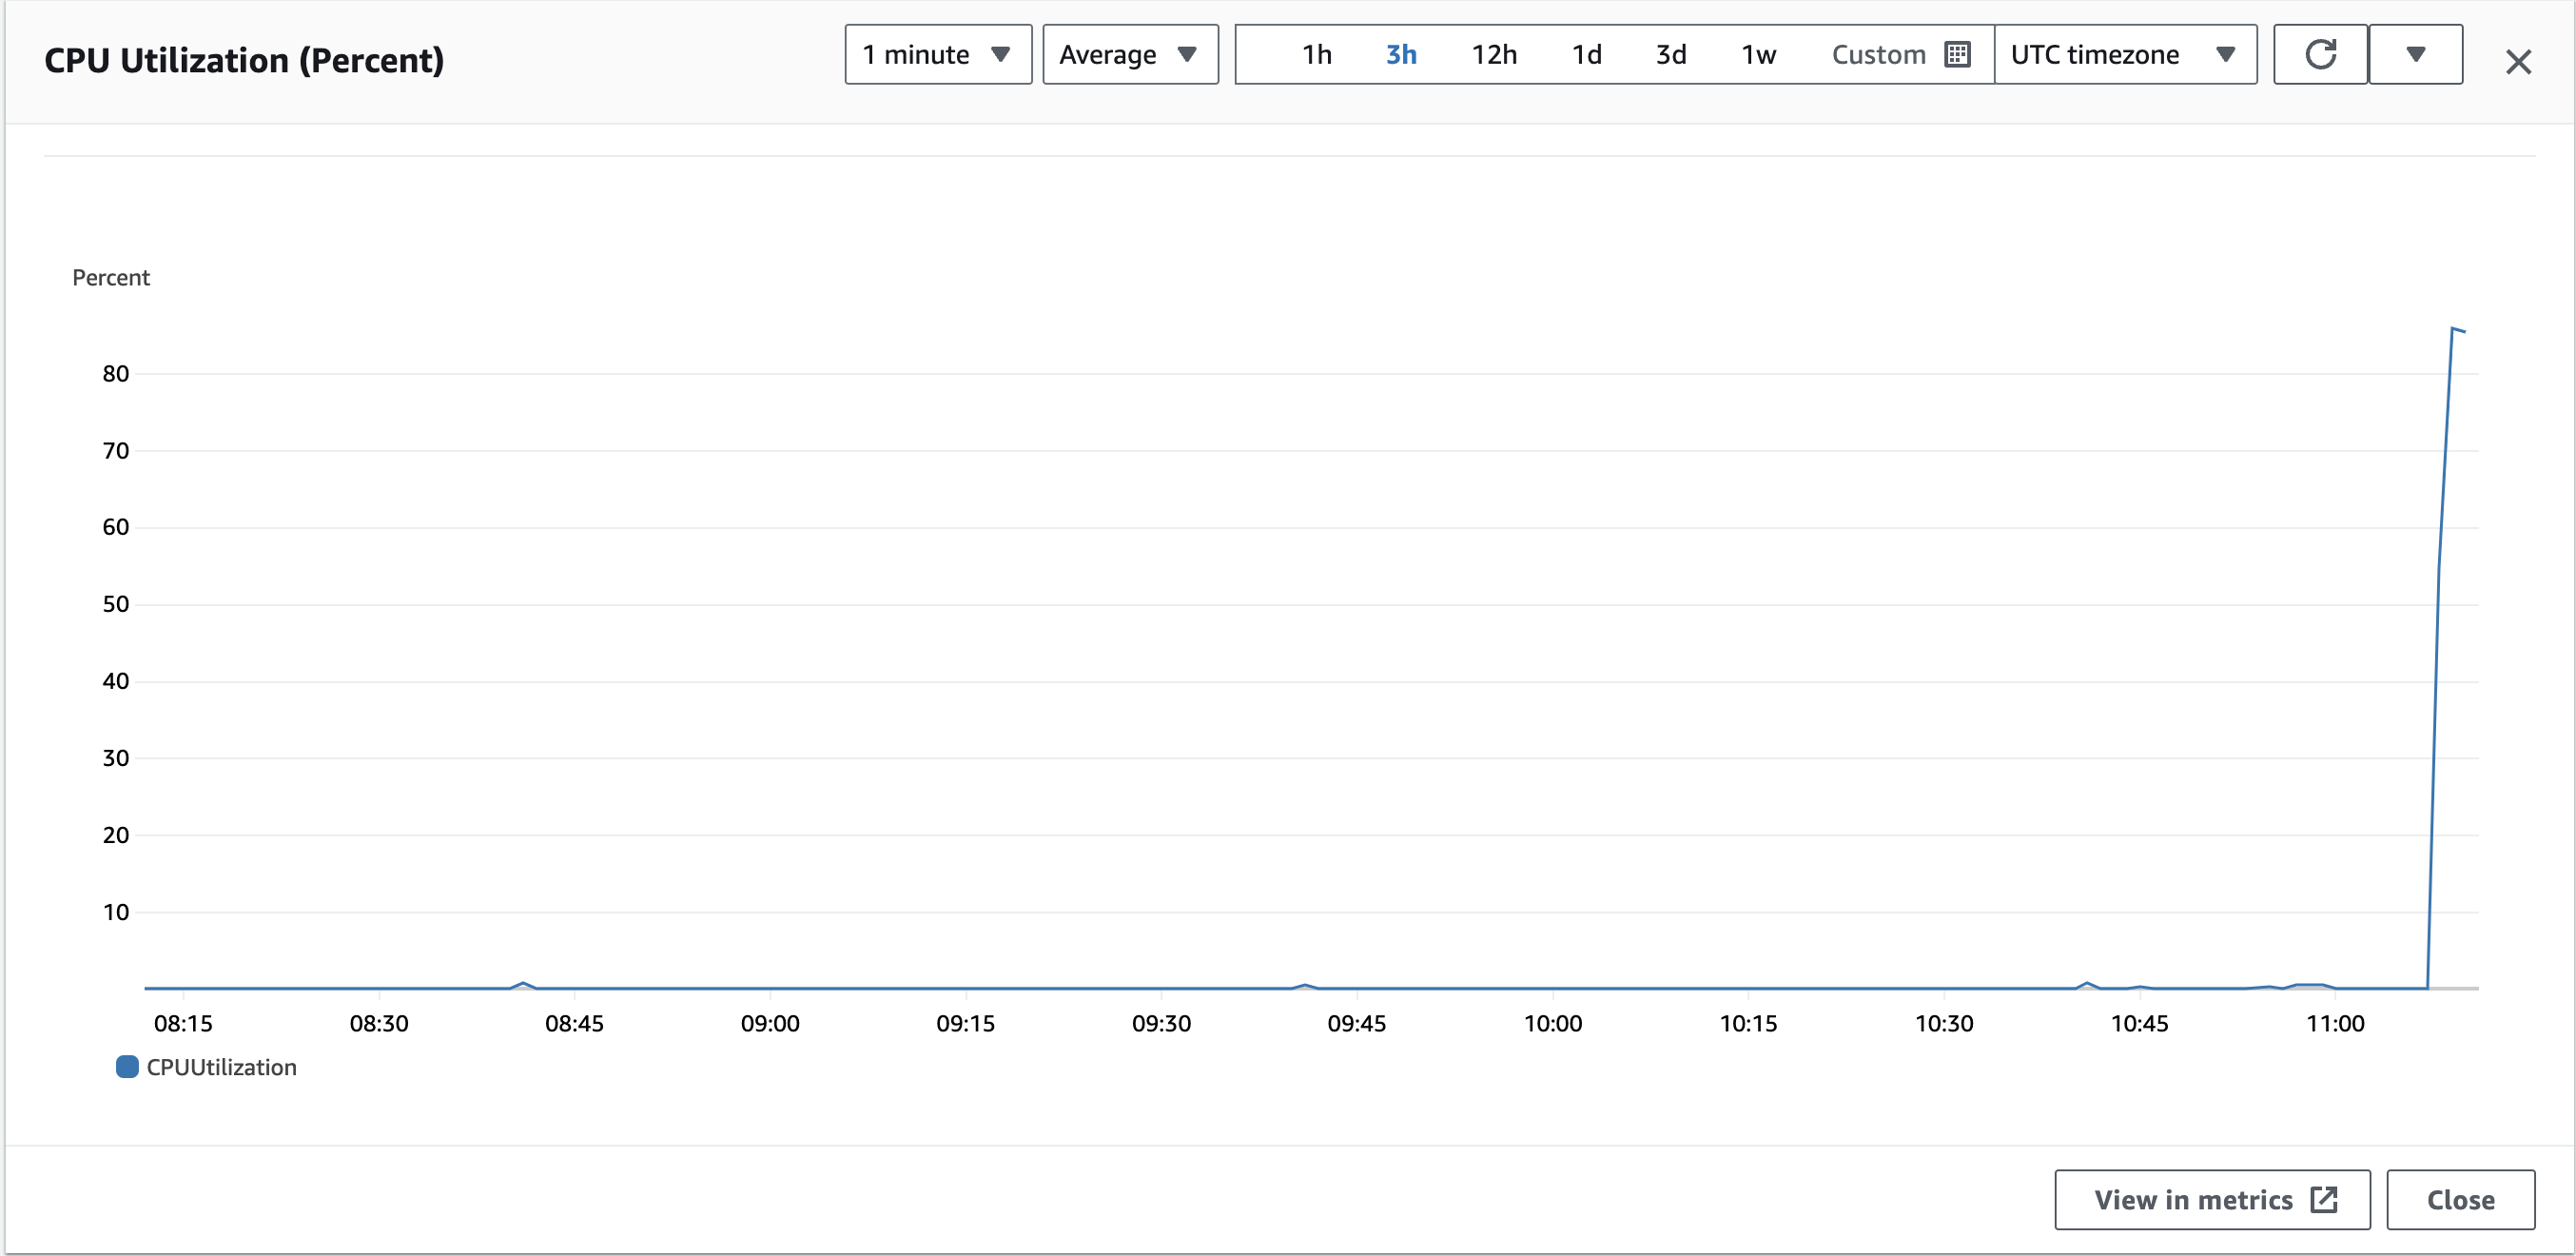 CPU Utilization (Percent)
1 minute
Average
1h 3h 12h 1d 3d 1w Custom
UTC timezone
Percent
80
70
60
50
40
30
20
10
08:15 08:30 08:45 09:00 09:15 09:30 09:45 10:00 10:15 10:30 10:45 11:00
CPUUtilization
View in metrics
Close